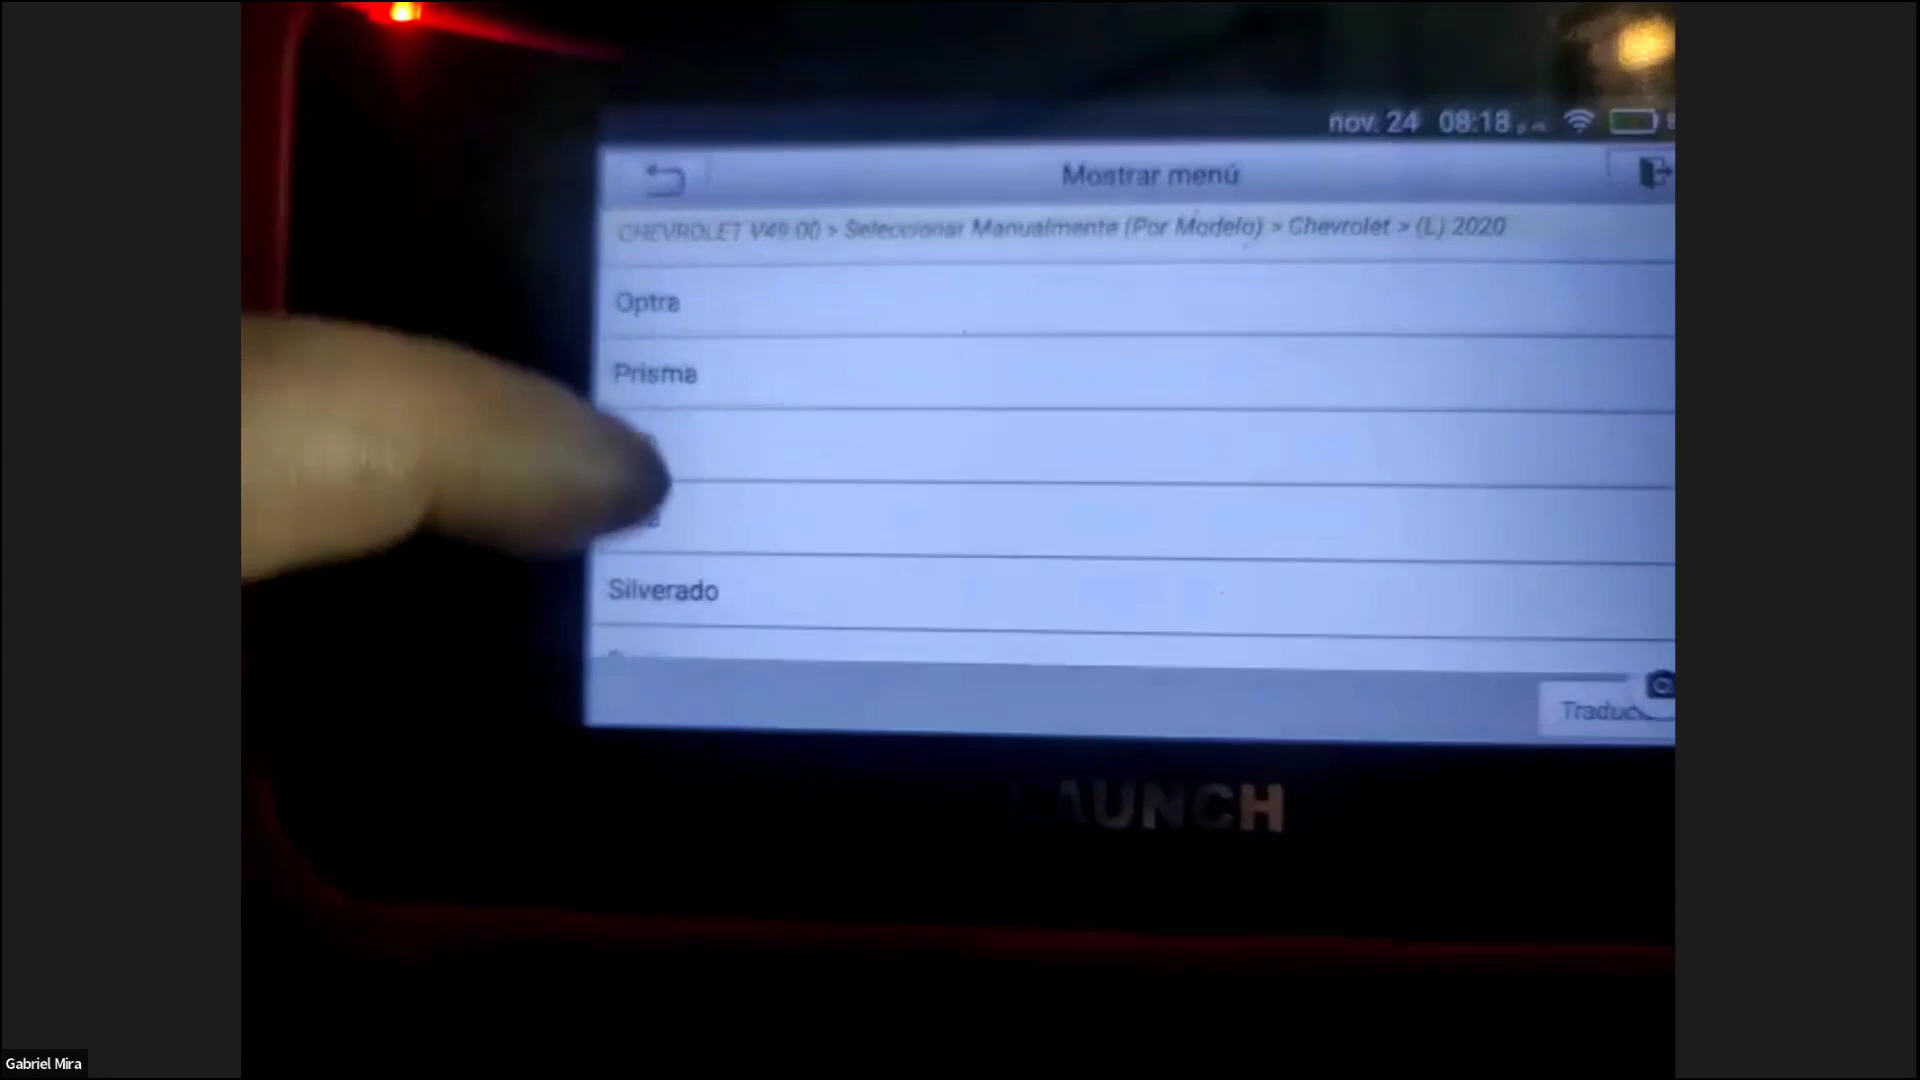 nov. 24 08:18 p.m.
Mostrar menú
CHEVROLET V49.00 > Seleccionar Manualmente (Por Modelo) > Chevrolet > (L) 2020
Optra
Prisma
Silverado
LAUNCH
Gabriel Mira